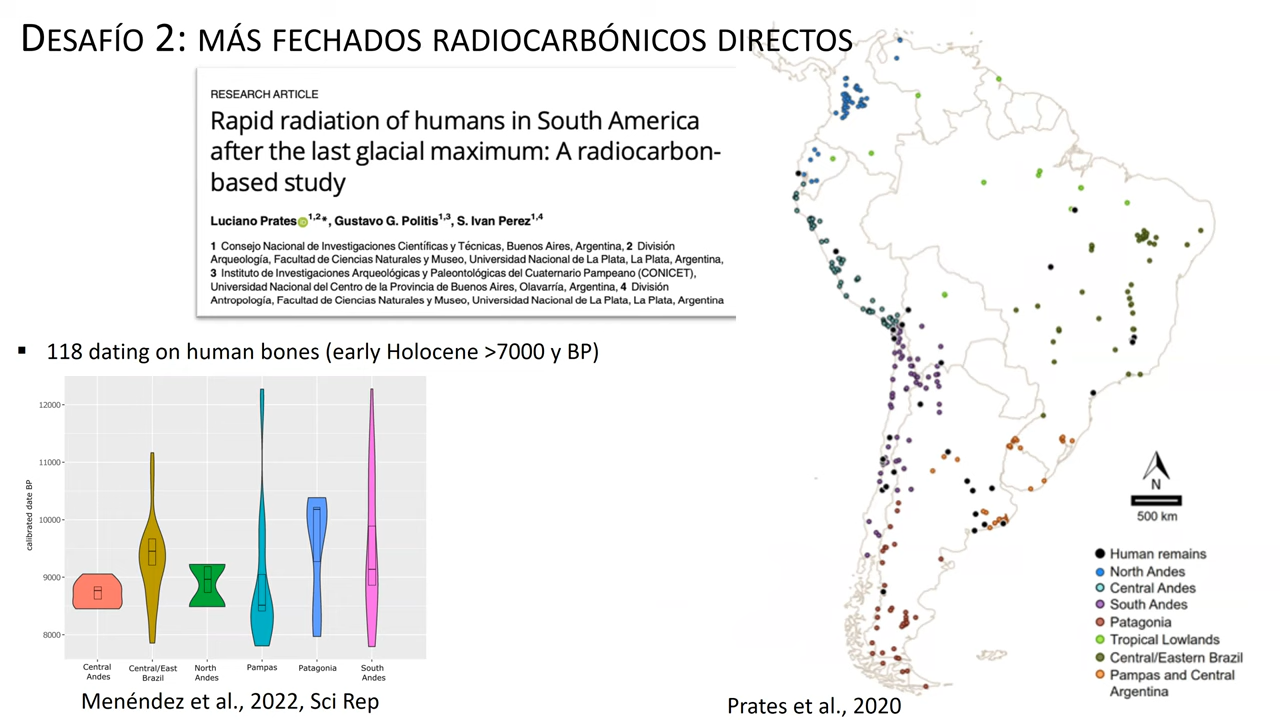 DESAFÍO 2: MÁS FECHADOS RADIOCARBÓNICOS DIRECTOS
RESEARCH ARTICLE
Rapid radiation of humans in South America
after the last glacial maximum: A radiocarbon-
based study
Luciano Prates 1,2*, Gustavo G. Politis1,3, S. Ivan Perez1,4
1 Consejo Nacional de Investigaciones Científicas y Técnicas, Buenos Aires, Argentina, 2 División
Arqueología, Facultad de Ciencias Naturales y Museo, Universidad Nacional de La Plata, La Plata, Argentina,
3 Instituto de Investigaciones Arqueológicas y Paleontológicas del Cuaternario Pampeano (CONICET),
Universidad Nacional del Centro de la Provincia de Buenos Aires, Olavarría, Argentina, 4 División
Antropología, Facultad de Ciencias Naturales y Museo, Universidad Nacional de La Plata, La Plata, Argentina
▪ 118 dating on human bones (early Holocene >7000 y BP)
calibrated date BP
12000
11000
10000
9000
8000
Central
Andes
Central/East
Brazil
North
Andes
Pampas
Patagonia
South
Andes
Menéndez et al., 2022, Sci Rep
N
500 km
Human remains
North Andes
Central Andes
South Andes
Patagonia
Tropical Lowlands
Central/Eastern Brazil
Pampas and Central
Argentina
Prates et al., 2020